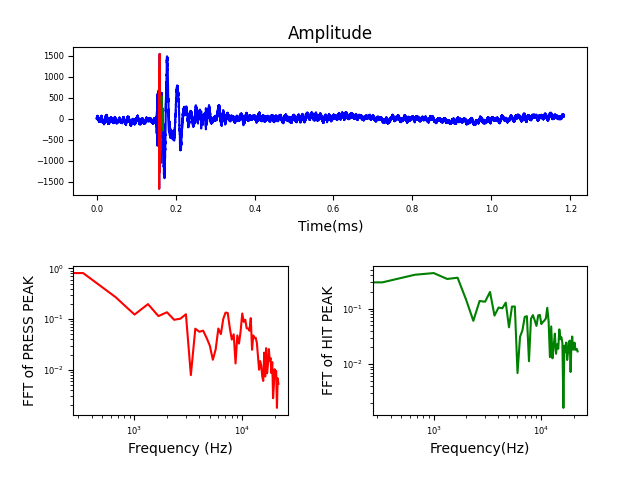 Amplitude
1500
1000
500
0
−500
−1000
−1500
0.0 0.2 0.4 0.6 0.8 1.0 1.2
Time(ms)
FFT of PRESS PEAK
10⁰
10⁻¹
10⁻²
10³ 10⁴
Frequency (Hz)
FFT of HIT PEAK
10⁻¹
10⁻²
10³ 10⁴
Frequency(Hz)